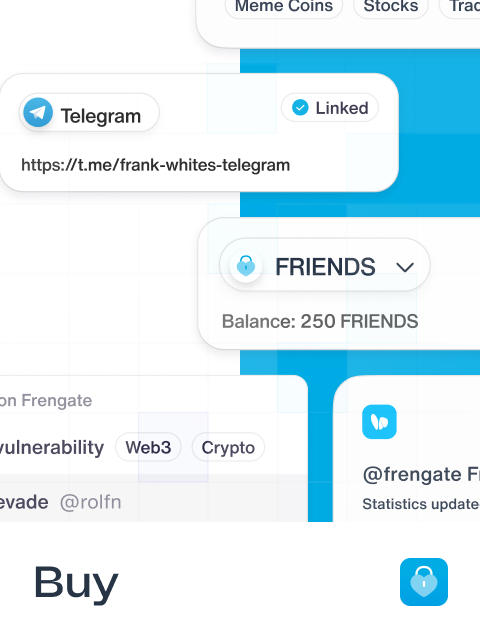 Meme Coins Stocks
Telegram
Linked
https://t.me/frank-whites-telegram
FRIENDS
Balance: 250 FRIENDS
on Frengate
vulnerability Web3 Crypto
evade @rolfn
@frengate
Statistics update
Buy